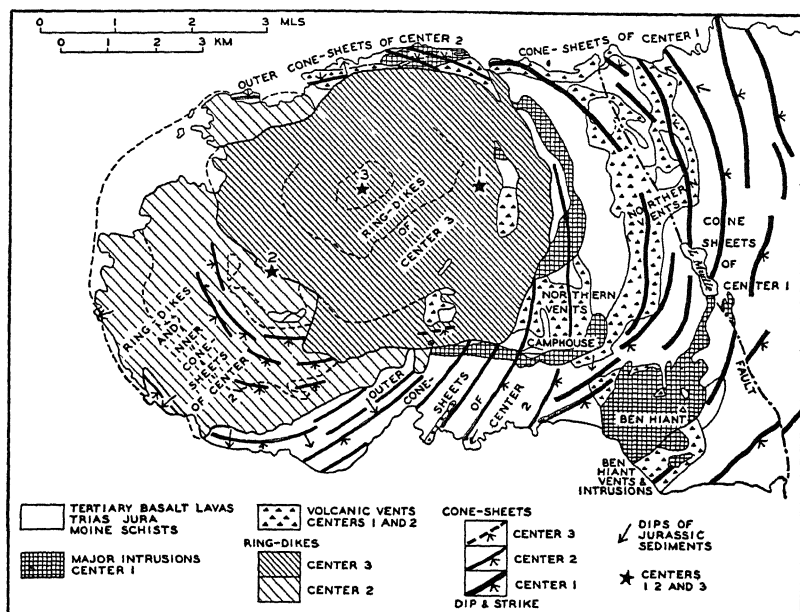 0 1 2 3 MLS
0 1 2 3 KM
OUTER CONE-SHEETS OF CENTER 2
CONE-SHEETS OF CENTER 1
3
1
RING-DIKES
OF
CENTER 3
2
NORTHERN
VENTS
CONE
SHEETS
OF
CENTER 1
L. Mudle
NORTHERN
VENTS
CAMPHOUSE
RING-DIKES
AND
INNER
CONE
SHEETS
OF CENTER
2
OUTER
CONE-
SHEETS
OF
CENTER 2
FAULT
BEN HIANT
BEN
HIANT
VENTS &
INTRUSIONS
TERTIARY BASALT LAVAS
TRIAS JURA
MOINE SCHISTS
MAJOR INTRUSIONS
CENTER 1
VOLCANIC VENTS
CENTERS 1 AND 2
RING-DIKES
CENTER 3
CENTER 2
CONE-SHEETS
CENTER 3
CENTER 2
CENTER 1
DIP & STRIKE
DIPS OF
JURASSIC
SEDIMENTS
CENTERS
1 2 AND 3